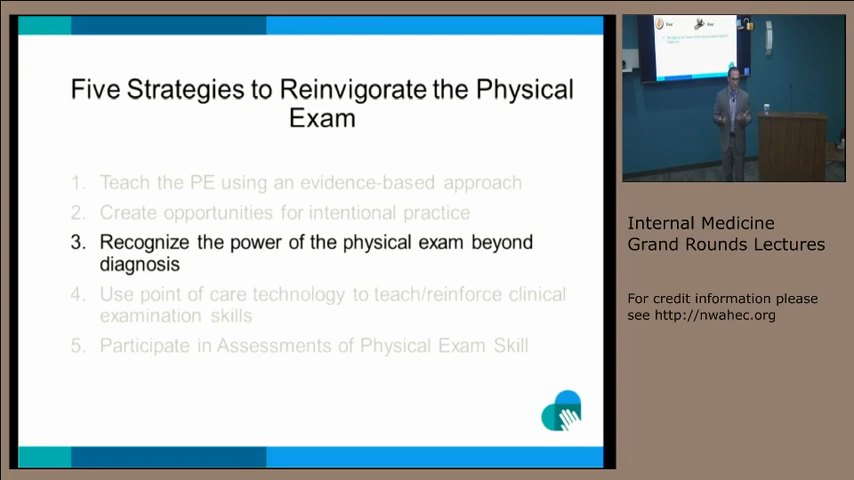 Five Strategies to Reinvigorate the Physical
Exam
1. Teach the PE using an evidence-based approach
2. Create opportunities for intentional practice
3. Recognize the power of the physical exam beyond
diagnosis
4. Use point of care technology to teach/reinforce clinical
examination skills
5. Participate in Assessments of Physical Exam Skill
Internal Medicine
Grand Rounds Lectures
For credit information please
see http://nwahec.org